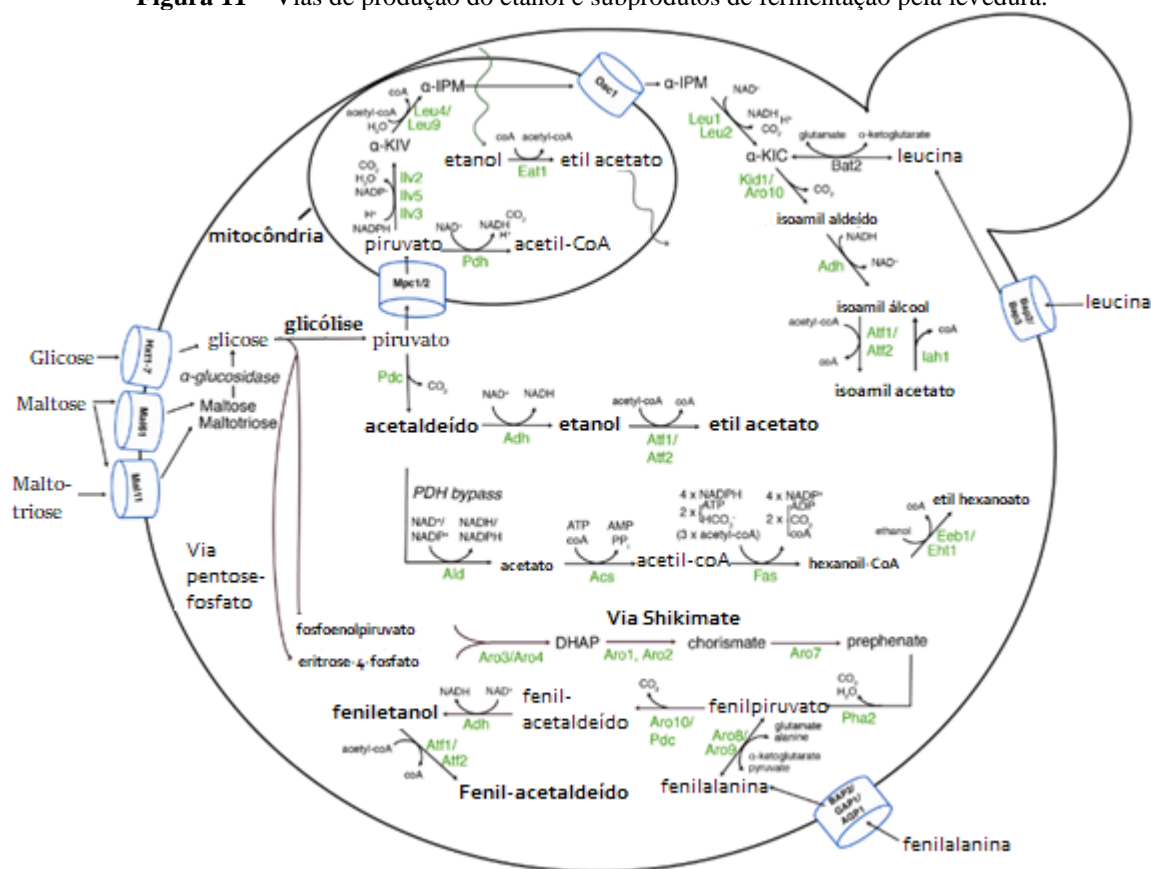 Figura 11 – Vias de produção do etanol e subprodutos de fermentação pela levedura.
coA
α-IPM
acetyl-coA
H₂O
Leu4/
Leu9
α-KIV
Oac1
α-IPM
NAD⁺
Leu1
Leu2
NADH
H⁺
CO₂
α-KIC
glutamate
α-ketoglutarate
Bat2
leucina
coA
acetyl-coA
etanol
etil acetato
Eat1
CO₂
H₂O
NADP⁺
Ilv2
Ilv5
Ilv3
H⁺
NADPH
Kid1/
Aro10
CO₂
isoamil aldeído
NADH
Adh
NAD⁺
mitocôndria
piruvato
NAD⁺
NADH
H⁺
CO₂
acetil-CoA
Pdh
Mpc1/2
isoamil álcool
acetyl-coA
coA
Atf1/
Atf2
coA
Iah1
isoamil acetato
Bap2/
Bap3
leucina
Glicose
Hxt1-7
glicose
glicólise
piruvato
α-glucosidase
Maltose
Maltose
Maltotriose
Malto-
triose
Pdc
CO₂
acetaldeído
NAD⁺
NADH
Adh
etanol
acetyl-coA
coA
Atf1/
Atf2
etil acetato
PDH bypass
NAD⁺/
NADP⁺
NADH/
NADPH
Ald
acetato
ATP
coA
AMP
PPᵢ
Acs
acetil-coA
4 x NADPH
2 x
ATP
HCO₃⁻
(3 x acetyl-coA)
4 x NADP⁺
2 x
ADP
CO₂
coA
Fas
hexanoil-CoA
ethanol
coA
etil hexanoato
Eeb1/
Eht1
Via
pentose-
fosfato
Via Shikimate
fosfoenolpiruvato
eritrose-4-fosfato
Aro3/Aro4
DHAP
Aro1, Aro2
chorismate
Aro7
prephenate
CO₂
H₂O
Pha2
fenilpiruvato
CO₂
Aro10/
Pdc
fenil-
acetaldeído
NADH
NAD⁺
Adh
feniletanol
acetyl-coA
coA
Atf1/
Atf2
Fenil-acetaldeído
Aro8/
Aro9
glutamate
alanine
α-ketoglutarate
pyruvate
fenilalanina
BAP2/
GAP1/
AGP1
fenilalanina